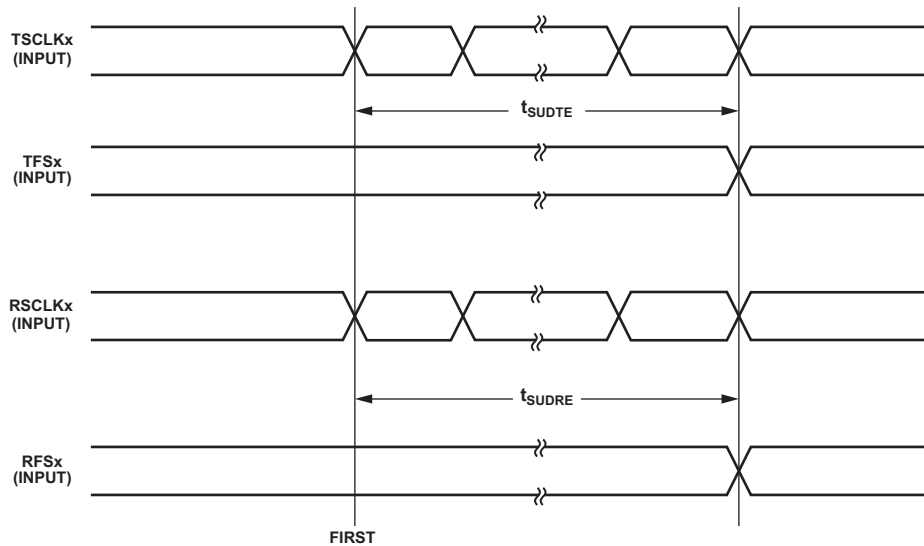 TSCLKx
(INPUT)
tSUDTE
TFSx
(INPUT)
RSCLKx
(INPUT)
tSUDRE
RFSx
(INPUT)
FIRST